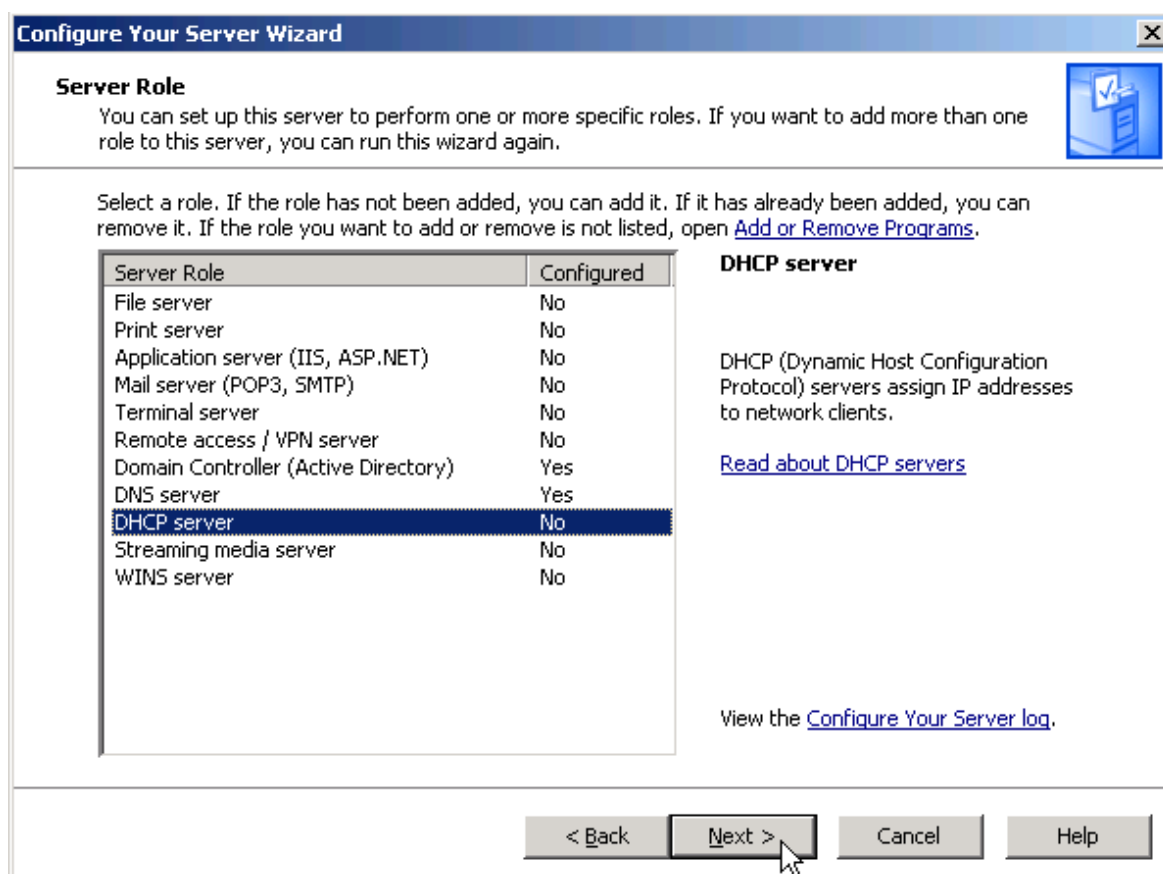 Configure Your Server Wizard
Server Role
You can set up this server to perform one or more specific roles. If you want to add more than one
role to this server, you can run this wizard again.
Select a role. If the role has not been added, you can add it. If it has already been added, you can
remove it. If the role you want to add or remove is not listed, open Add or Remove Programs.
Server Role Configured
File server No
Print server No
Application server (IIS, ASP.NET) No
Mail server (POP3, SMTP) No
Terminal server No
Remote access / VPN server No
Domain Controller (Active Directory) Yes
DNS server Yes
DHCP server No
Streaming media server No
WINS server No
DHCP server
DHCP (Dynamic Host Configuration
Protocol) servers assign IP addresses
to network clients.
Read about DHCP servers
View the Configure Your Server log.
< Back Next > Cancel Help